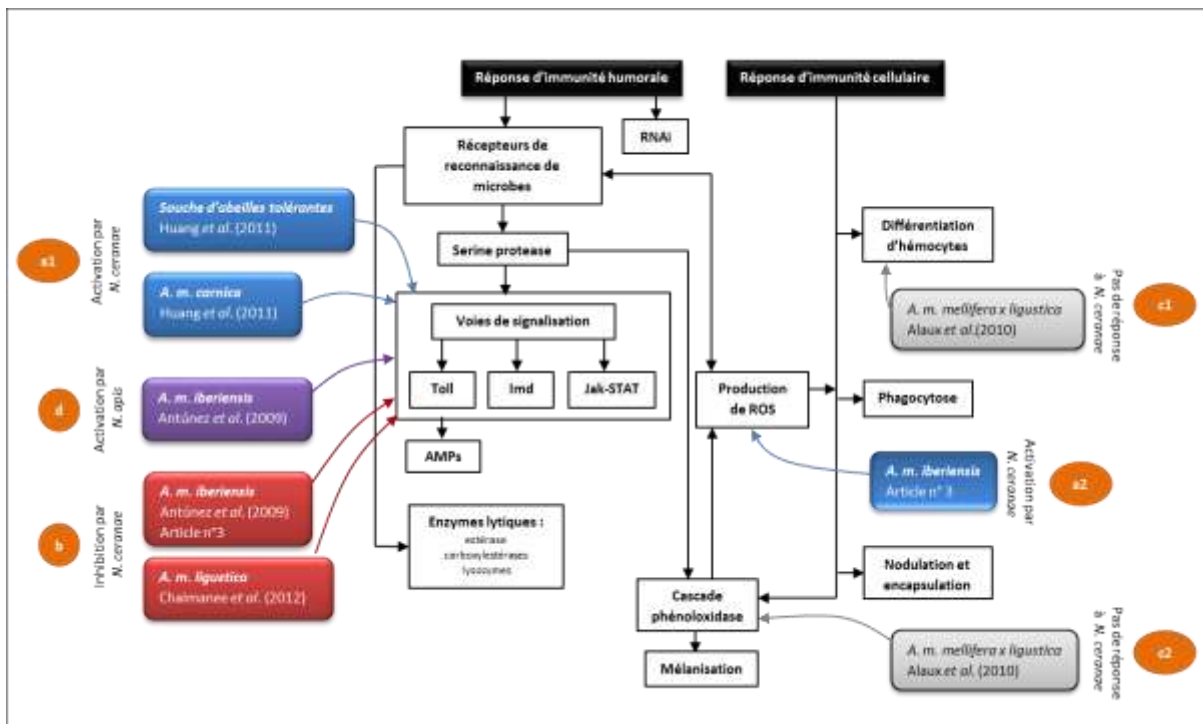 Réponse d'immunité humorale
Réponse d'immunité cellulaire
RNAi
Récepteurs de
reconnaissance de
microbes
Serine protease
Voies de signalisation
Toll
Imd
Jak-STAT
AMPs
Enzymes lytiques :
estérase
carboxylestérases
lysozymes
Production
de ROS
Cascade
phénoloxidase
Mélanisation
Différentiation
d'hémocytes
Phagocytose
Nodulation et
encapsulation
a1
Activation par
N. ceranae
Souche d'abeilles tolérantes
Huang et al. (2011)
A. m. carnica
Huang et al. (2011)
d
Activation par
N. apis
A. m. iberiensis
Antúnez et al. (2009)
b
Inhibition par
N. ceranae
A. m. iberiensis
Antúnez et al. (2009)
Article n°3
A. m. ligustica
Chaimanee et al. (2012)
A. m. mellifera x ligustica
Alaux et al.(2010)
Pas de réponse
à N. ceranae
c1
A. m. iberiensis
Article n° 3
Activation par
N. ceranae
a2
A. m. mellifera x ligustica
Alaux et al. (2010)
Pas de réponse
à N. ceranae
c2